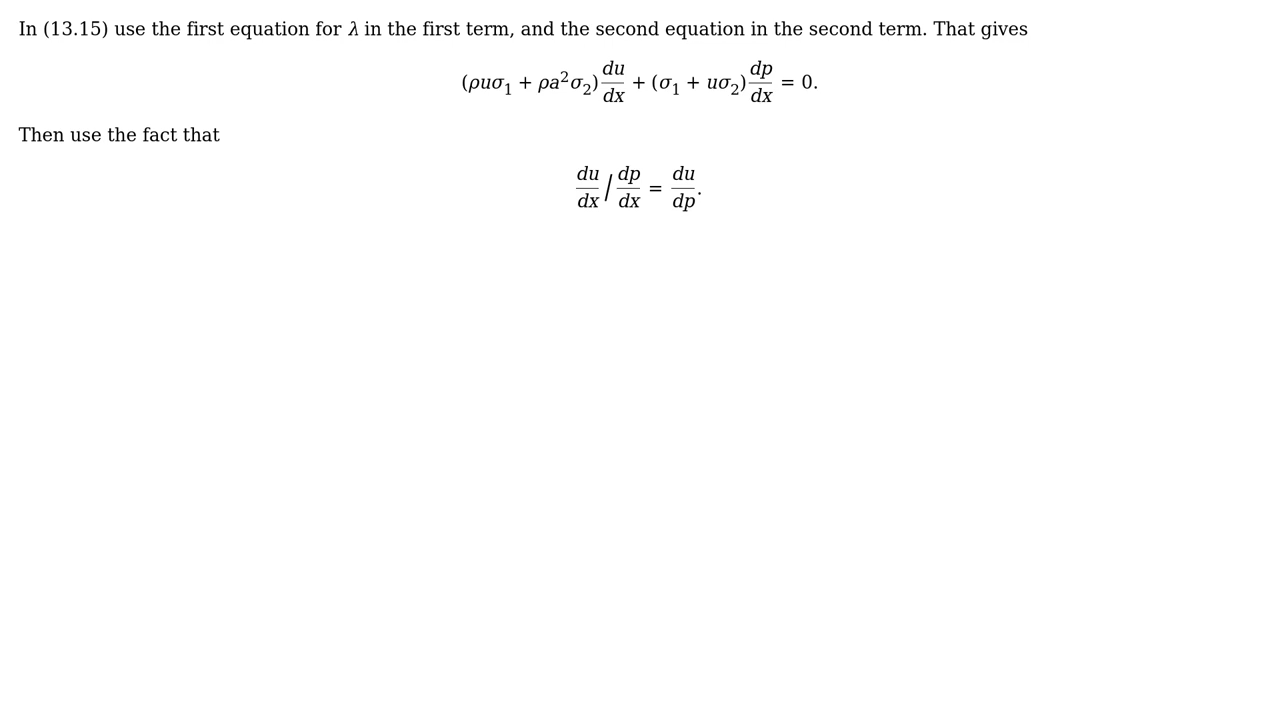 In (13.15) use the first equation for λ in the first term, and the second equation in the second term. That gives
(ρuσ₁ + ρa²σ₂) du/dx + (σ₁ + uσ₂) dp/dx = 0.
Then use the fact that
du/dx / dp/dx = du/dp.